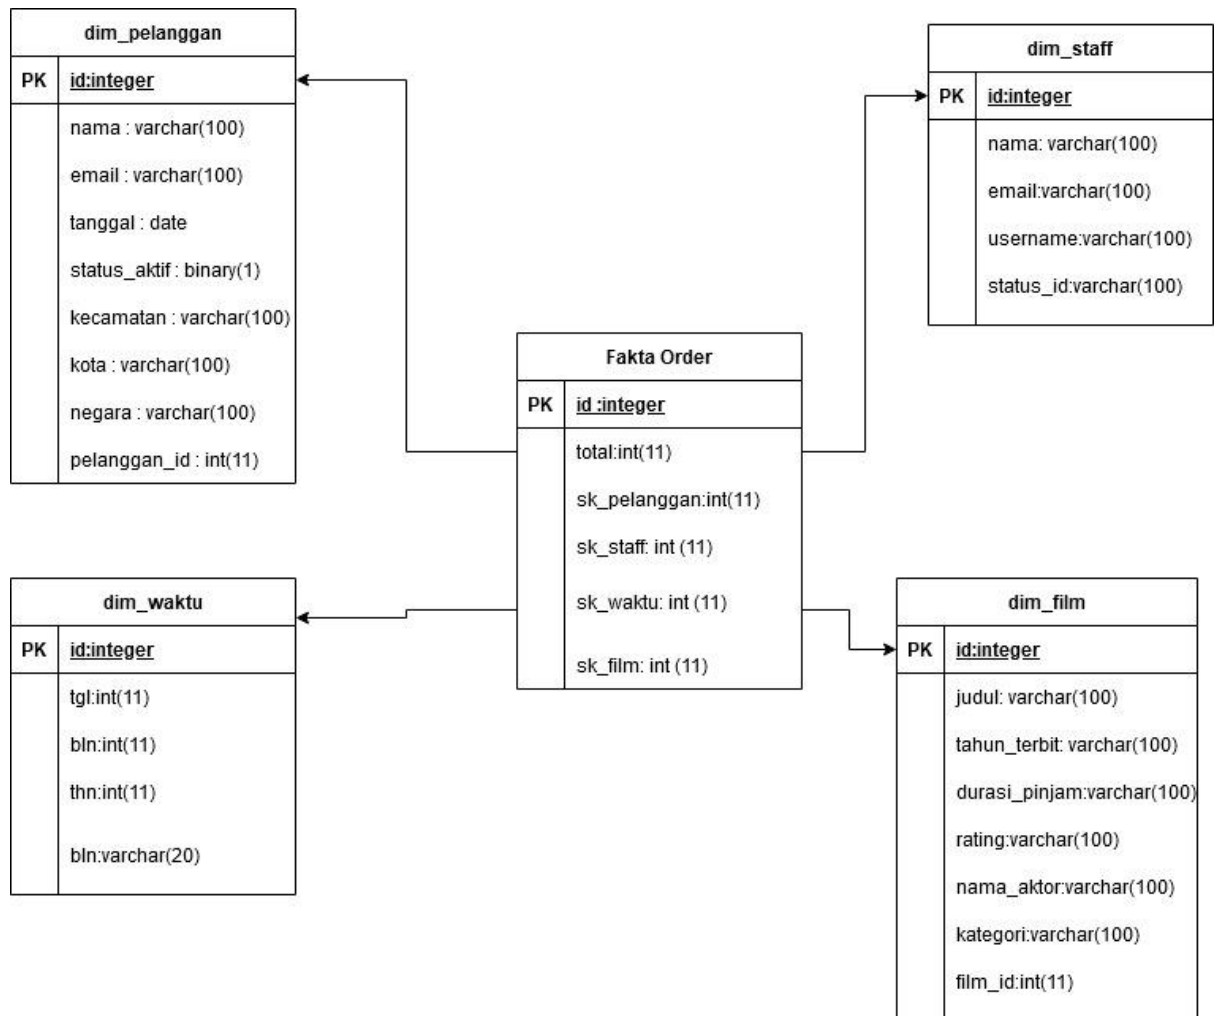 dim_pelanggan
PK id:integer
nama : varchar(100)
email : varchar(100)
tanggal : date
status_aktif : binary(1)
kecamatan : varchar(100)
kota : varchar(100)
negara : varchar(100)
pelanggan_id : int(11)
dim_staff
PK id:integer
nama: varchar(100)
email:varchar(100)
username:varchar(100)
status_id:varchar(100)
Fakta Order
PK id :integer
total:int(11)
sk_pelanggan:int(11)
sk_staff: int (11)
sk_waktu: int (11)
sk_film: int (11)
dim_waktu
PK id:integer
tgl:int(11)
bln:int(11)
thn:int(11)
bln:varchar(20)
dim_film
PK id:integer
judul: varchar(100)
tahun_terbit: varchar(100)
durasi_pinjam:varchar(100)
rating:varchar(100)
nama_aktor:varchar(100)
kategori:varchar(100)
film_id:int(11)